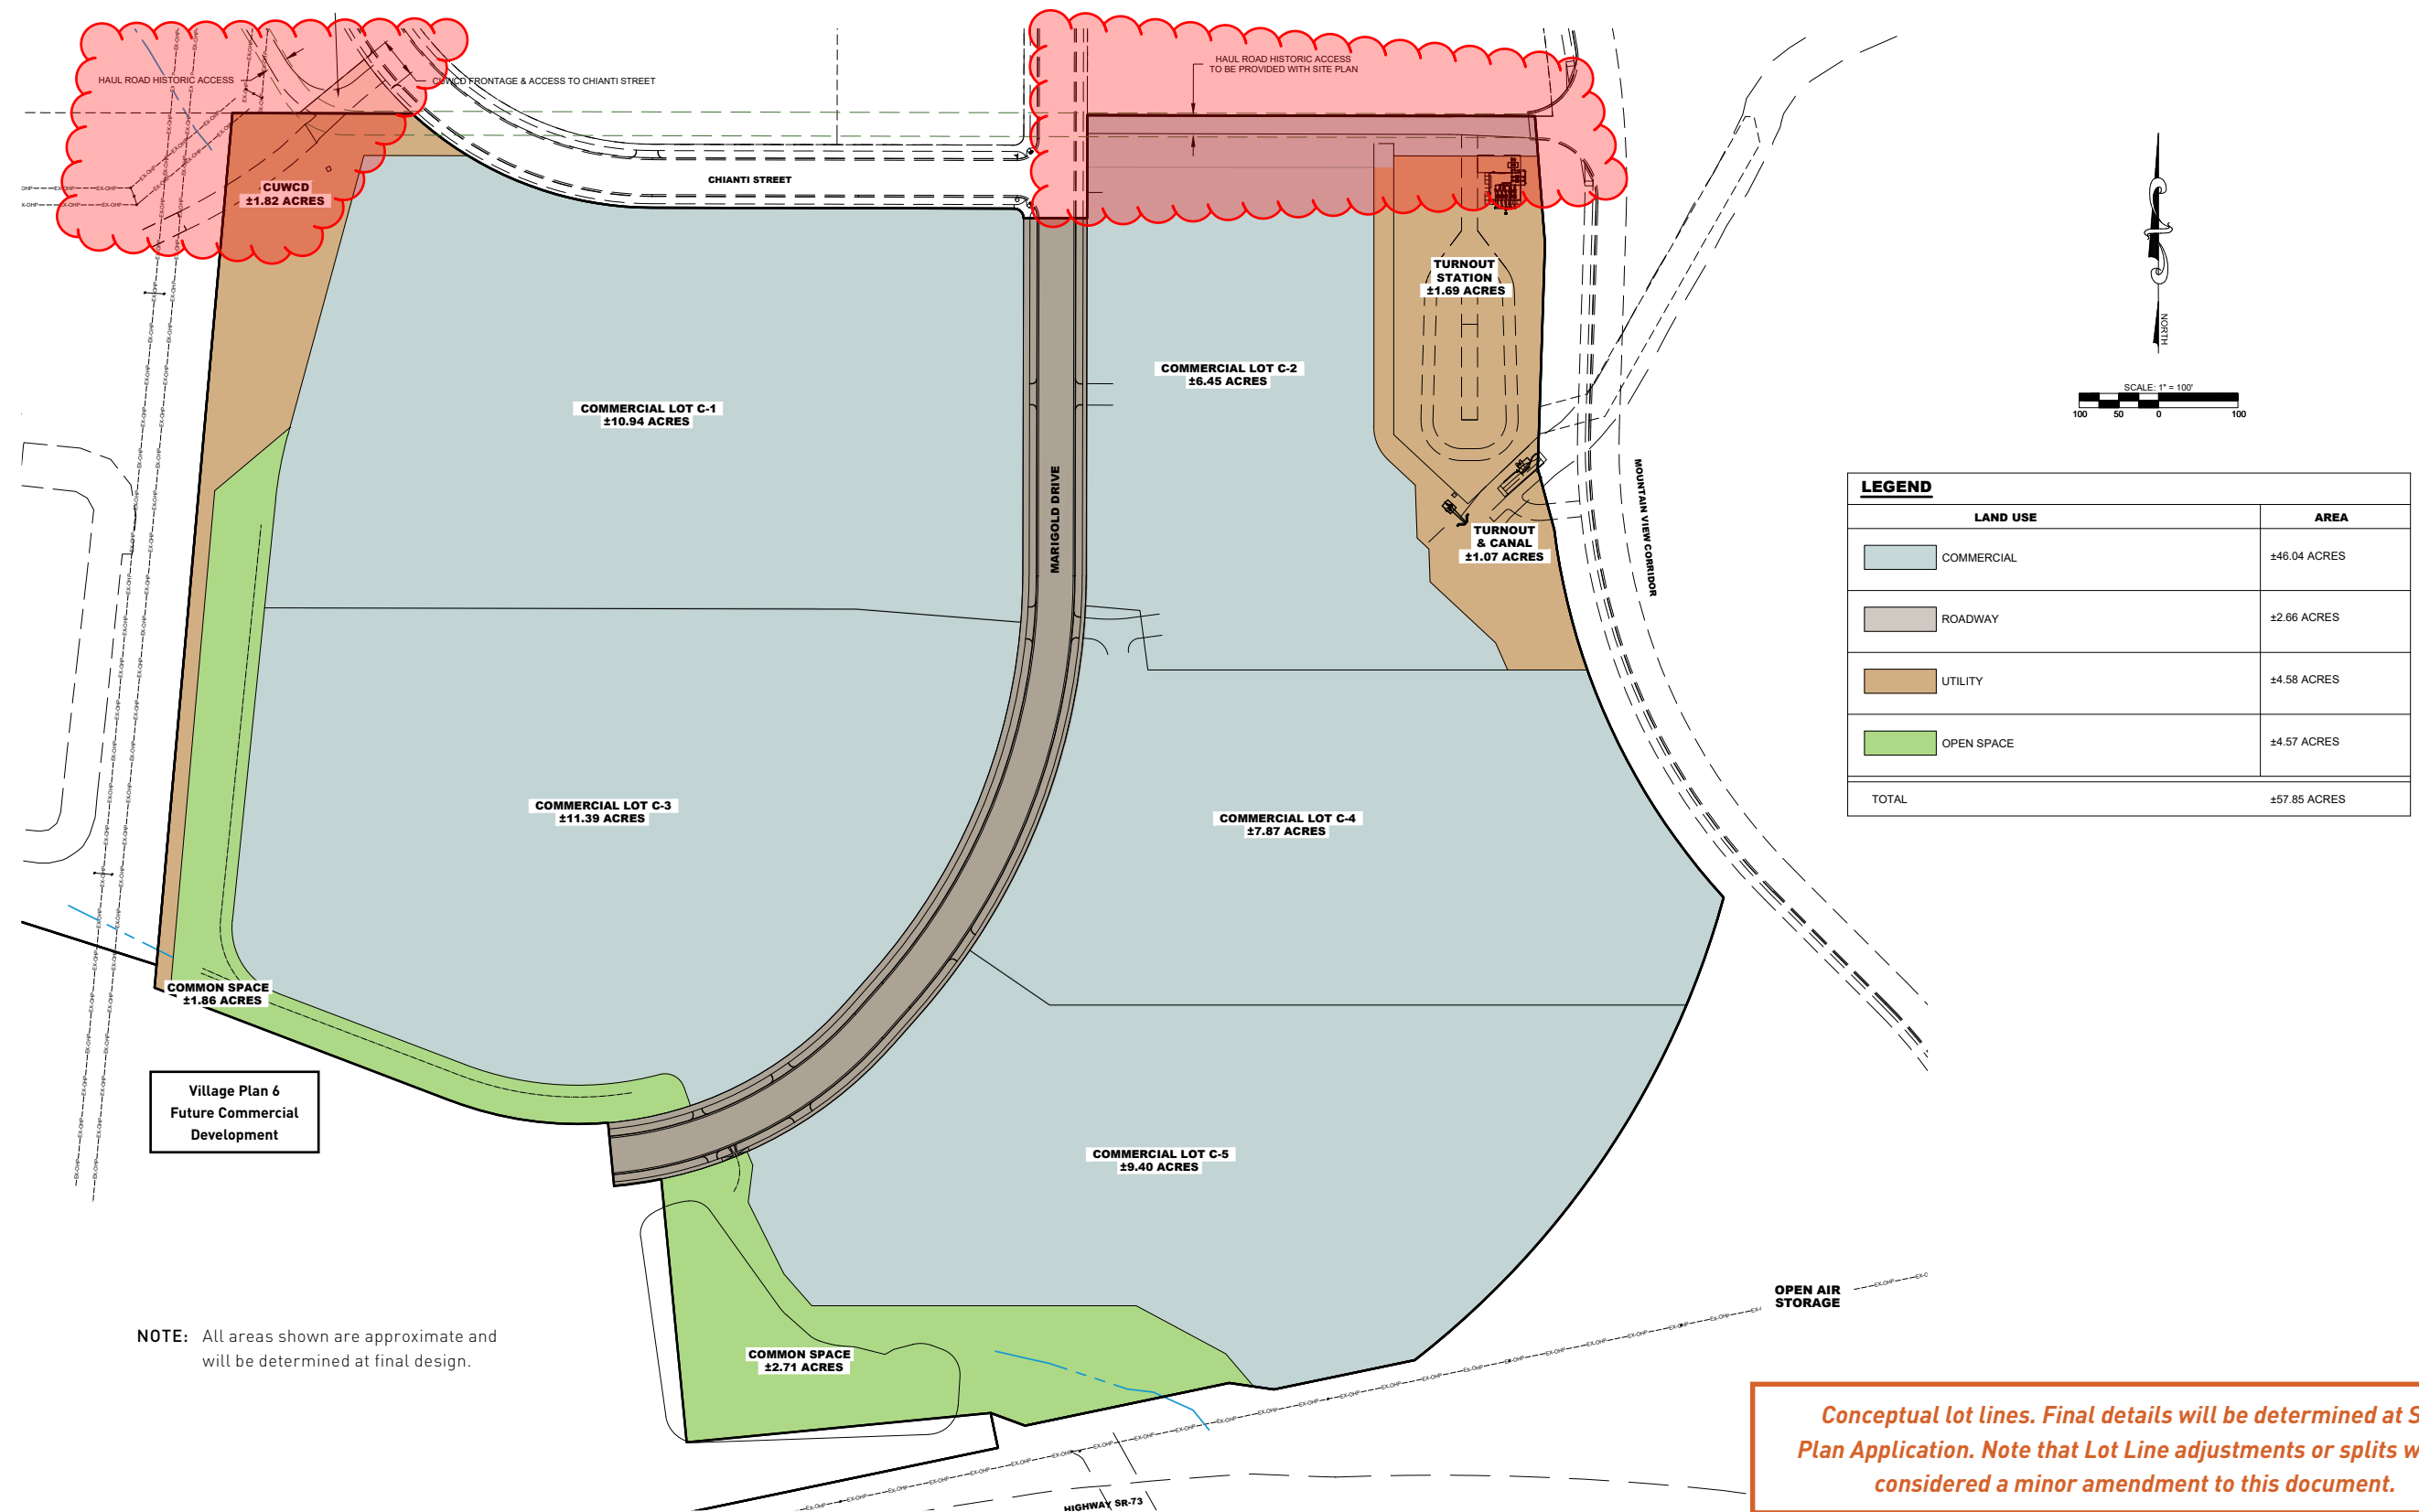 HAUL ROAD HISTORIC ACCESS
CUWCD FRONTAGE & ACCESS TO CHIANTI STREET
HAUL ROAD HISTORIC ACCESS
TO BE PROVIDED WITH SITE PLAN
CUWCD
±1.82 ACRES
CHIANTI STREET
TURNOUT
STATION
±1.69 ACRES
COMMERCIAL LOT C-2
±6.45 ACRES
COMMERCIAL LOT C-1
±10.94 ACRES
MARIGOLD DRIVE
TURNOUT
& CANAL
±1.07 ACRES
MOUNTAIN VIEW CORRIDOR
NORTH
SCALE: 1" = 100'
100 50 0 100
LEGEND
LAND USE AREA
COMMERCIAL ±46.04 ACRES
ROADWAY ±2.66 ACRES
UTILITY ±4.58 ACRES
OPEN SPACE ±4.57 ACRES
TOTAL ±57.85 ACRES
COMMERCIAL LOT C-3
±11.39 ACRES
COMMERCIAL LOT C-4
±7.87 ACRES
COMMON SPACE
±1.86 ACRES
Village Plan 6
Future Commercial
Development
COMMERCIAL LOT C-5
±9.40 ACRES
OPEN AIR
STORAGE
NOTE: All areas shown are approximate and
will be determined at final design.
COMMON SPACE
±2.71 ACRES
HIGHWAY SR-73
EX-OHP
Conceptual lot lines. Final details will be determined at S
Plan Application. Note that Lot Line adjustments or splits w
considered a minor amendment to this document.